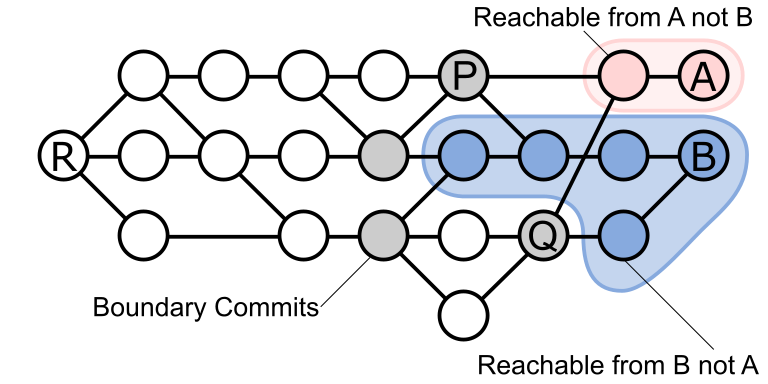 Reachable from A not B
P
A
R
B
Q
Boundary Commits
Reachable from B not A